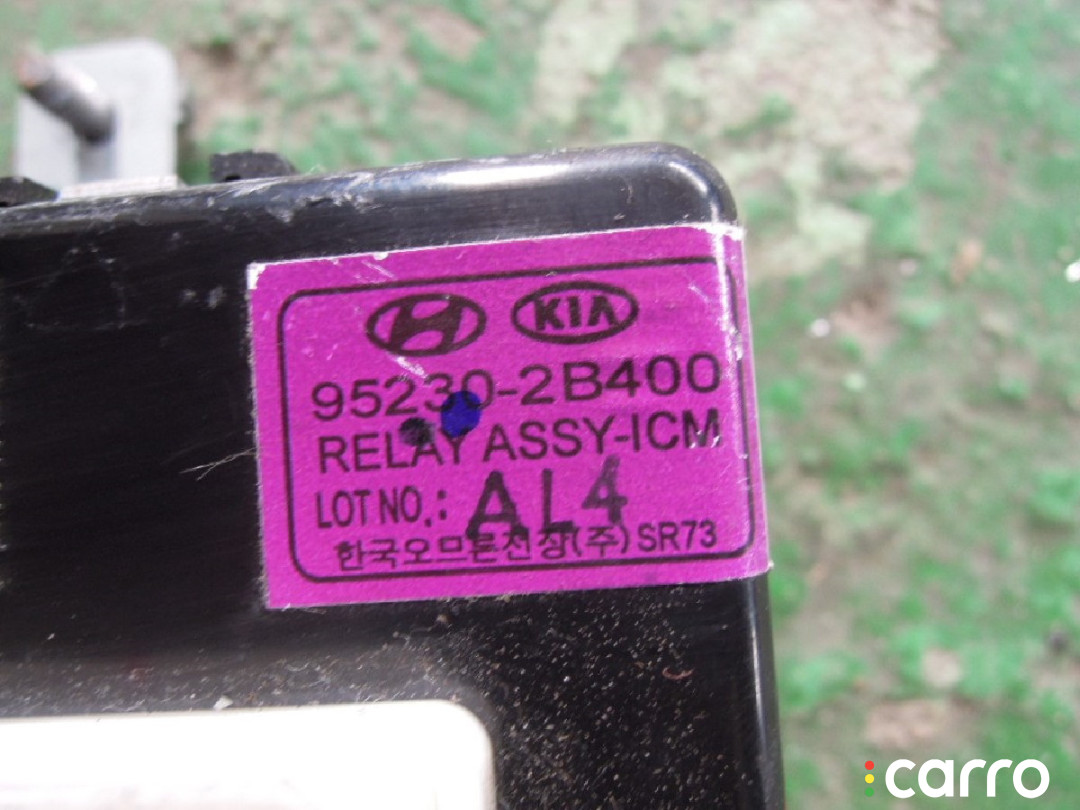 KIA
95230-2B400
RELAY ASSY-ICM
LOT NO.: AL4
한국오므론전장(주) SR73
carro